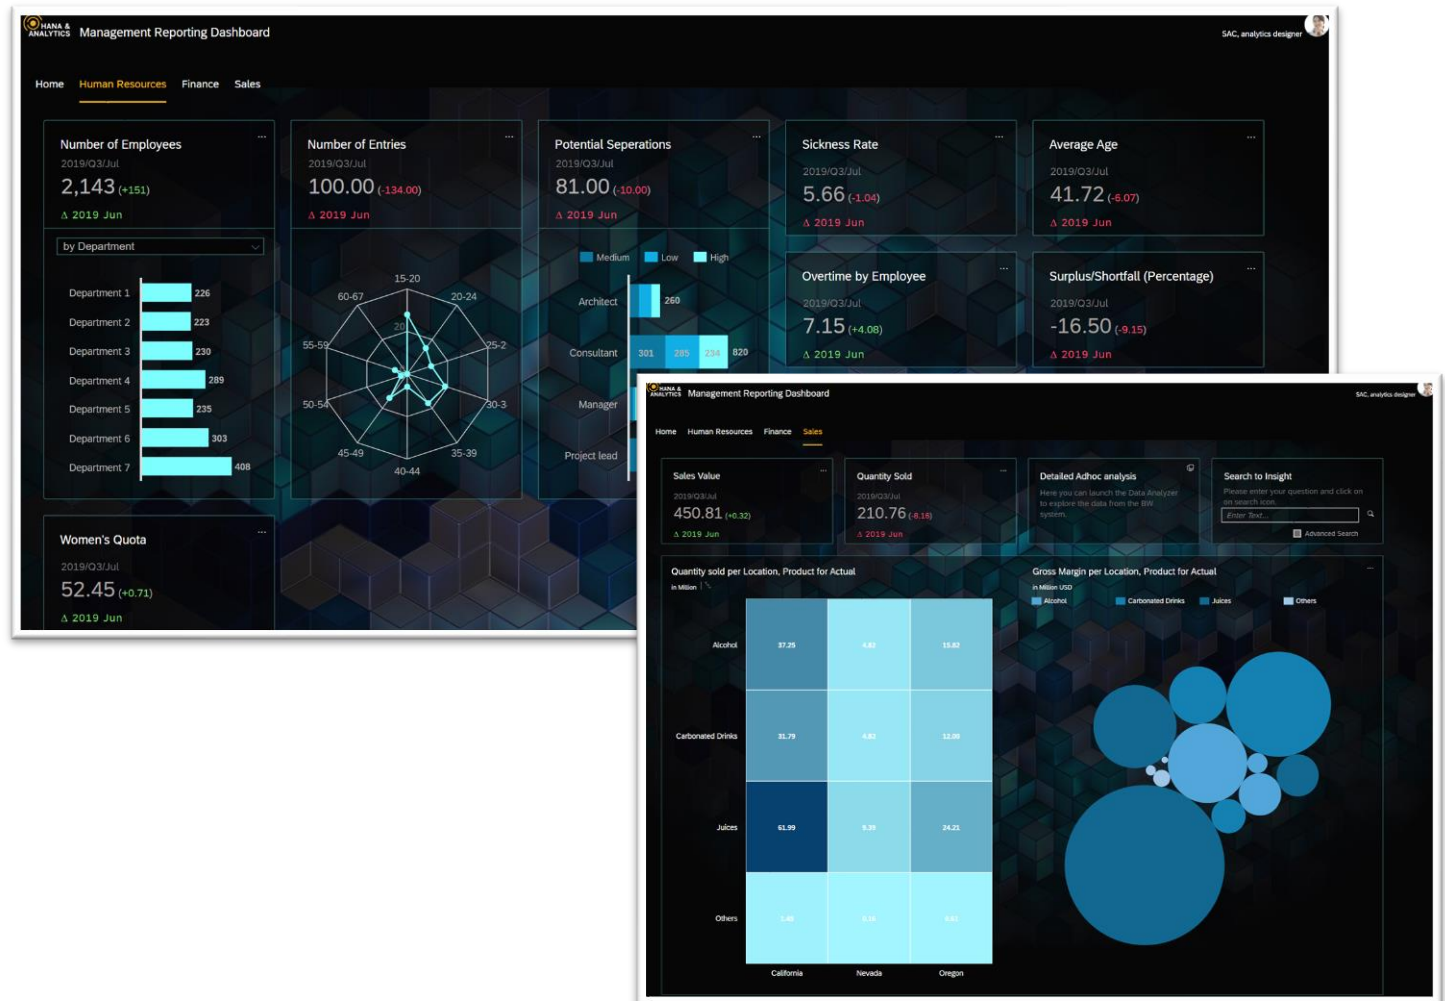 HANA &
ANALYTICS
Management Reporting Dashboard
SAC, analytics designer
Home Human Resources Finance Sales
Number of Employees
2019/Q3/Jul
2,143 (+151)
Δ 2019 Jun
by Department
Department 1 226
Department 2 223
Department 3 230
Department 4 289
Department 5 235
Department 6 303
Department 7 408
Number of Entries
2019/Q3/Jul
100.00 (-134.00)
Δ 2019 Jun
15-20
60-67 20-24
20
55-59 25-2
50-54 30-3
45-49 35-39
40-44
Potential Seperations
2019/Q3/Jul
81.00 (-10.00)
Δ 2019 Jun
Medium Low High
Architect 260
Consultant 301 285 234 820
Manager
Project lead
Sickness Rate
2019/Q3/Jul
5.66 (-1.04)
Δ 2019 Jun
Average Age
2019/Q3/Jul
41.72 (-6.07)
Δ 2019 Jun
Overtime by Employee
2019/Q3/Jul
7.15 (+4.08)
Δ 2019 Jun
Surplus/Shortfall (Percentage)
2019/Q3/Jul
-16.50 (-9.15)
Δ 2019 Jun
Women's Quota
2019/Q3/Jul
52.45 (+0.71)
Δ 2019 Jun
HANA &
ANALYTICS
Management Reporting Dashboard
SAC, analytics designer
Home Human Resources Finance Sales
Sales Value
2019/Q3/Jul
450.81 (+0.32)
Δ 2019 Jun
Quantity Sold
2019/Q3/Jul
210.76 (-8.16)
Δ 2019 Jun
Detailed Adhoc analysis
Here you can launch the Data Analyzer
to explore the data from the BW
system.
Search to Insight
Please enter your question and click on
on search icon.
Enter Text...
Advanced Search
Quantity sold per Location, Product for Actual
in Million
Alcohol 37.25 4.82 15.82
Carbonated Drinks 31.79 4.83 12.06
Juices 61.99 9.39 24.21
Others
California Nevada Oregon
Gross Margin per Location, Product for Actual
in Million USD
Alcohol Carbonated Drinks Juices Others